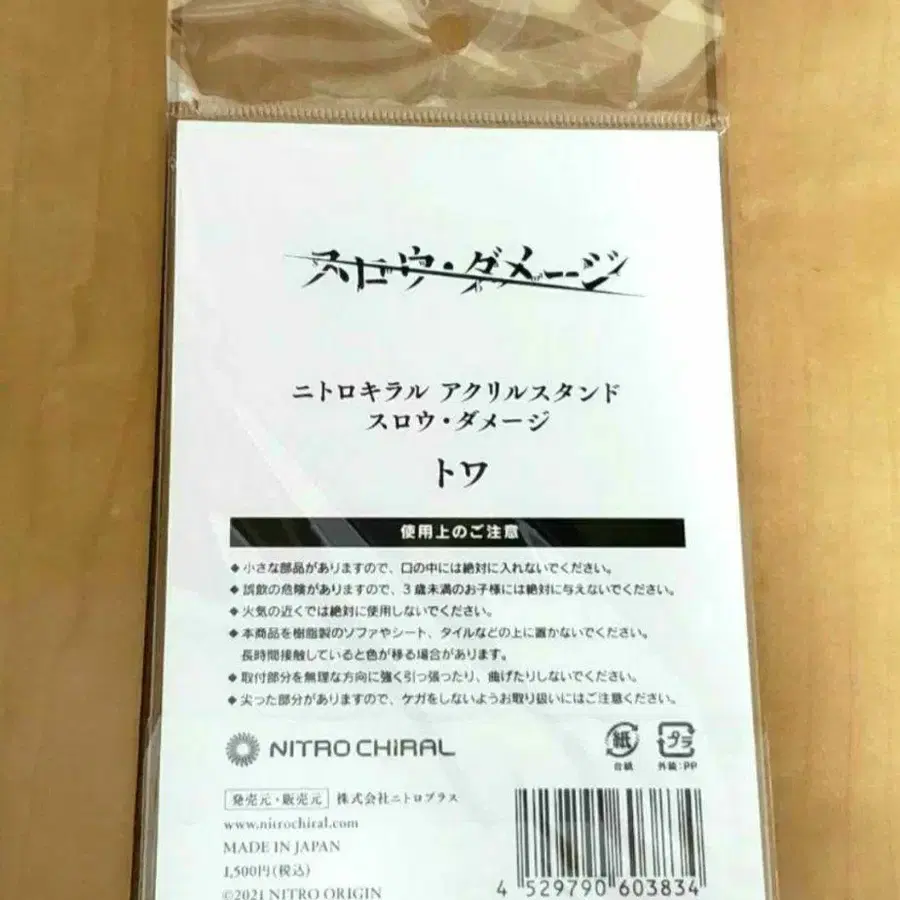 スロウ・ダメージ
ニトロキラル アクリルスタンド
スロウ・ダメージ
トワ
使用上のご注意
◆小さな部品がありますので、口の中には絶対に入れないでください。
◆誤飲の危険がありますので、3歳未満のお子様には絶対に与えないでください。
◆火気の近くでは絶対に使用しないでください。
◆本商品を樹脂製のソファやシート、タイルなどの上に置かないでください。
長時間接触していると色が移る場合があります。
◆取付部分を無理な方向に強く引っ張ったり、曲げたりしないでください。
◆尖った部分がありますので、ケガをしないようお取り扱いにはご注意ください。
NITRO CHiRAL
紙 プラ
台紙 外装:PP
発売元・販売元 株式会社ニトロプラス
www.nitrochiral.com
MADE IN JAPAN
1,500円(税込)
©2021 NITRO ORIGIN
4 529790 603834